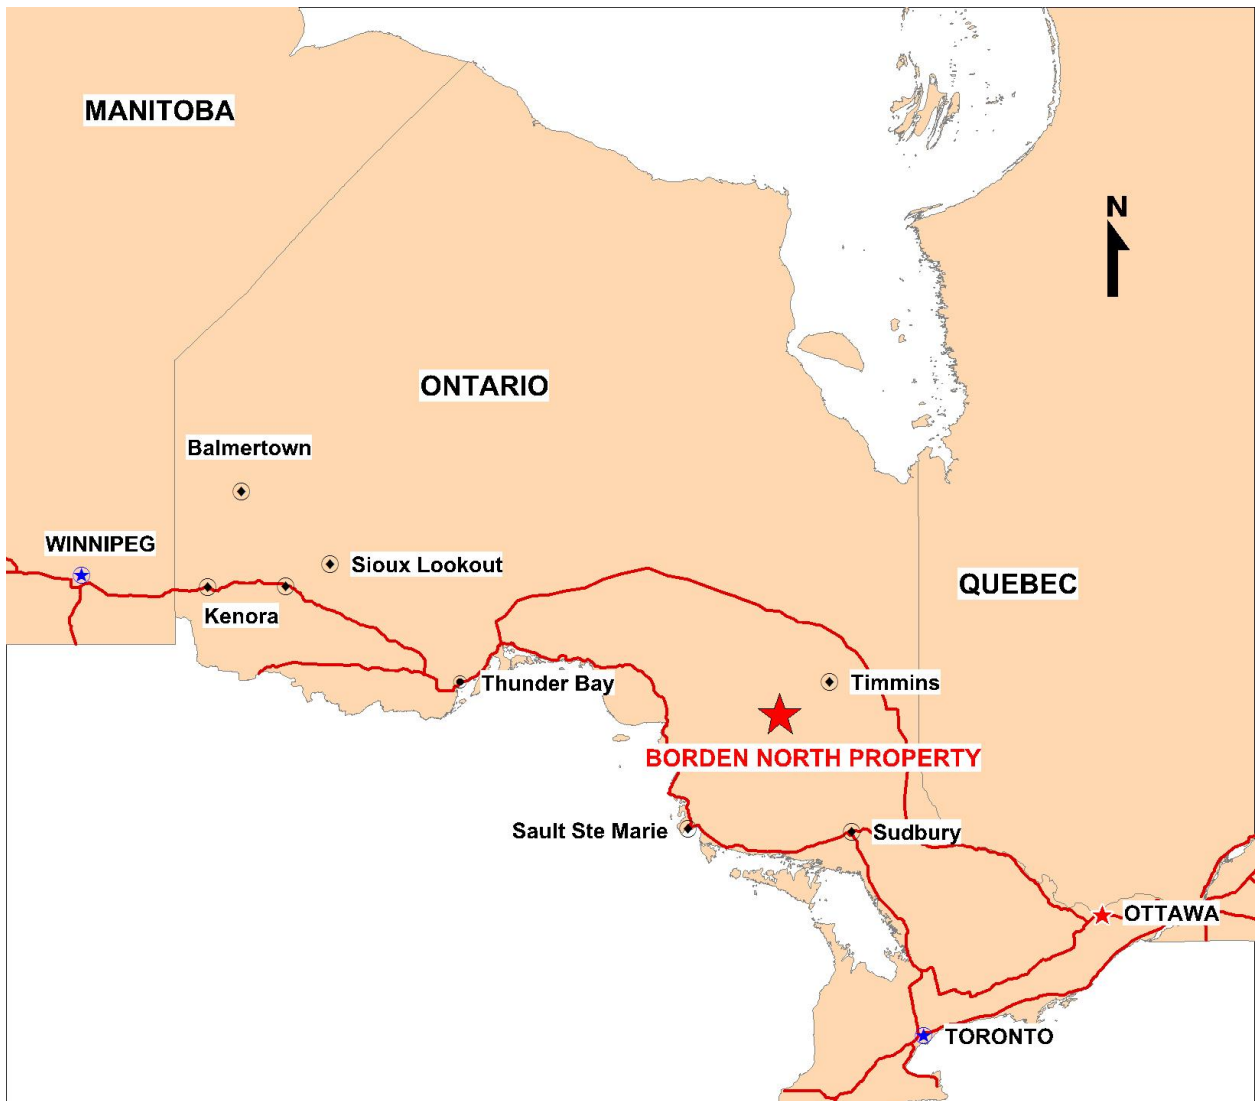 MANITOBA
N
ONTARIO
Balmertown
WINNIPEG
Sioux Lookout
QUEBEC
Kenora
Thunder Bay
Timmins
BORDEN NORTH PROPERTY
Sault Ste Marie
Sudbury
OTTAWA
TORONTO